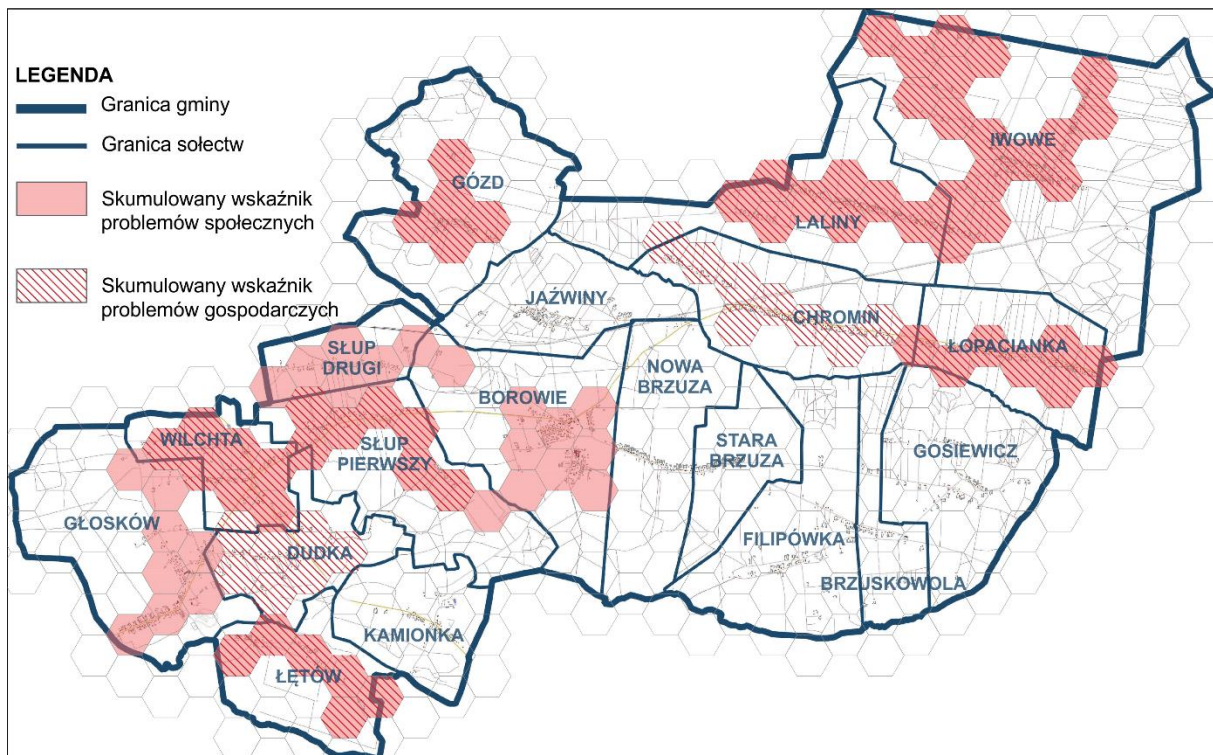 LEGENDA
Granica gminy
Granica sołectw
Skumulowany wskaźnik
problemów społecznych
Skumulowany wskaźnik
problemów gospodarczych
IWOWE
GÓZD
LALINY
JAŹWINY
CHROMIN
ŁOPACIANKA
SŁUP
DRUGI
NOWA
BRZUZA
BOROWIE
WILCHTA
SŁUP
PIERWSZY
STARA
BRZUZA
GOSIEWICZ
GŁOSKÓW
DUDKA
FILIPÓWKA
BRZUSKOWOLA
KAMIONKA
ŁĘTÓW